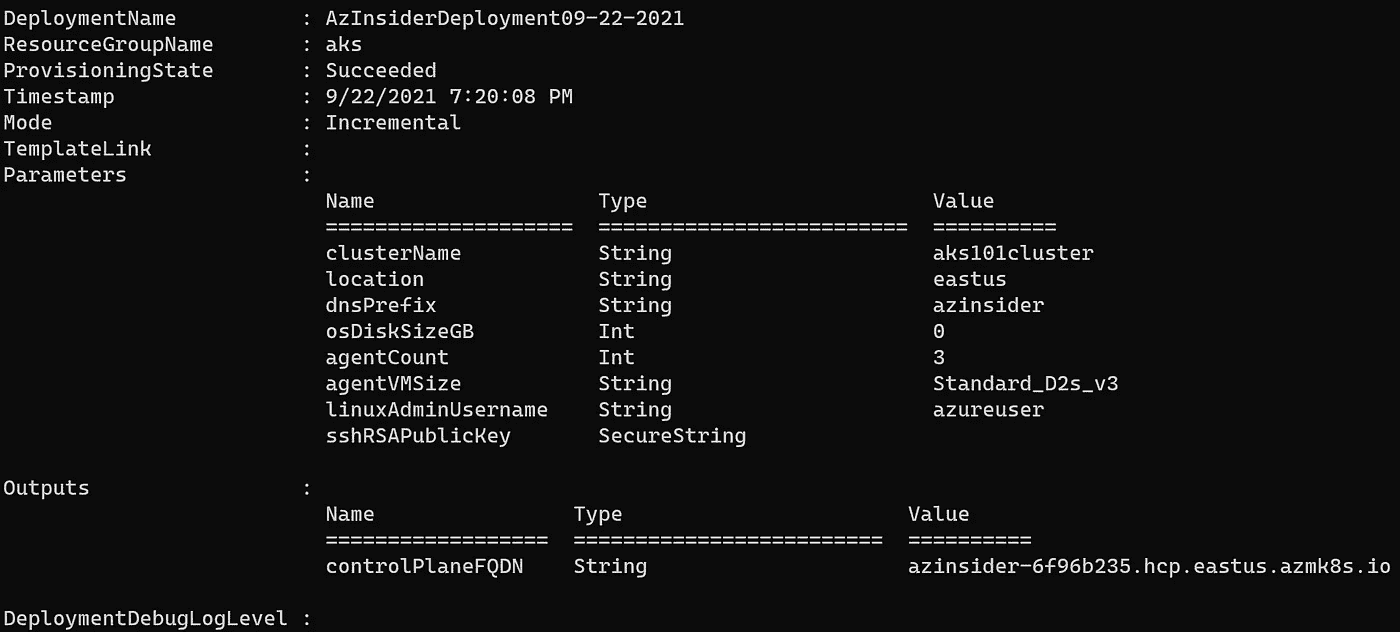 DeploymentName          : AzInsiderDeployment09-22-2021
ResourceGroupName       : aks
ProvisioningState       : Succeeded
Timestamp               : 9/22/2021 7:20:08 PM
Mode                    : Incremental
TemplateLink            :
Parameters              :
                          Name                  Type                       Value
                          ====================  =========================  ==========
                          clusterName           String                     aks101cluster
                          location              String                     eastus
                          dnsPrefix             String                     azinsider
                          osDiskSizeGB          Int                        0
                          agentCount            Int                        3
                          agentVMSize           String                     Standard_D2s_v3
                          linuxAdminUsername    String                     azureuser
                          sshRSAPublicKey       SecureString

Outputs                 :
                          Name                Type                       Value
                          ==================  =========================  ==========
                          controlPlaneFQDN    String                     azinsider-6f96b235.hcp.eastus.azmk8s.io

DeploymentDebugLogLevel :